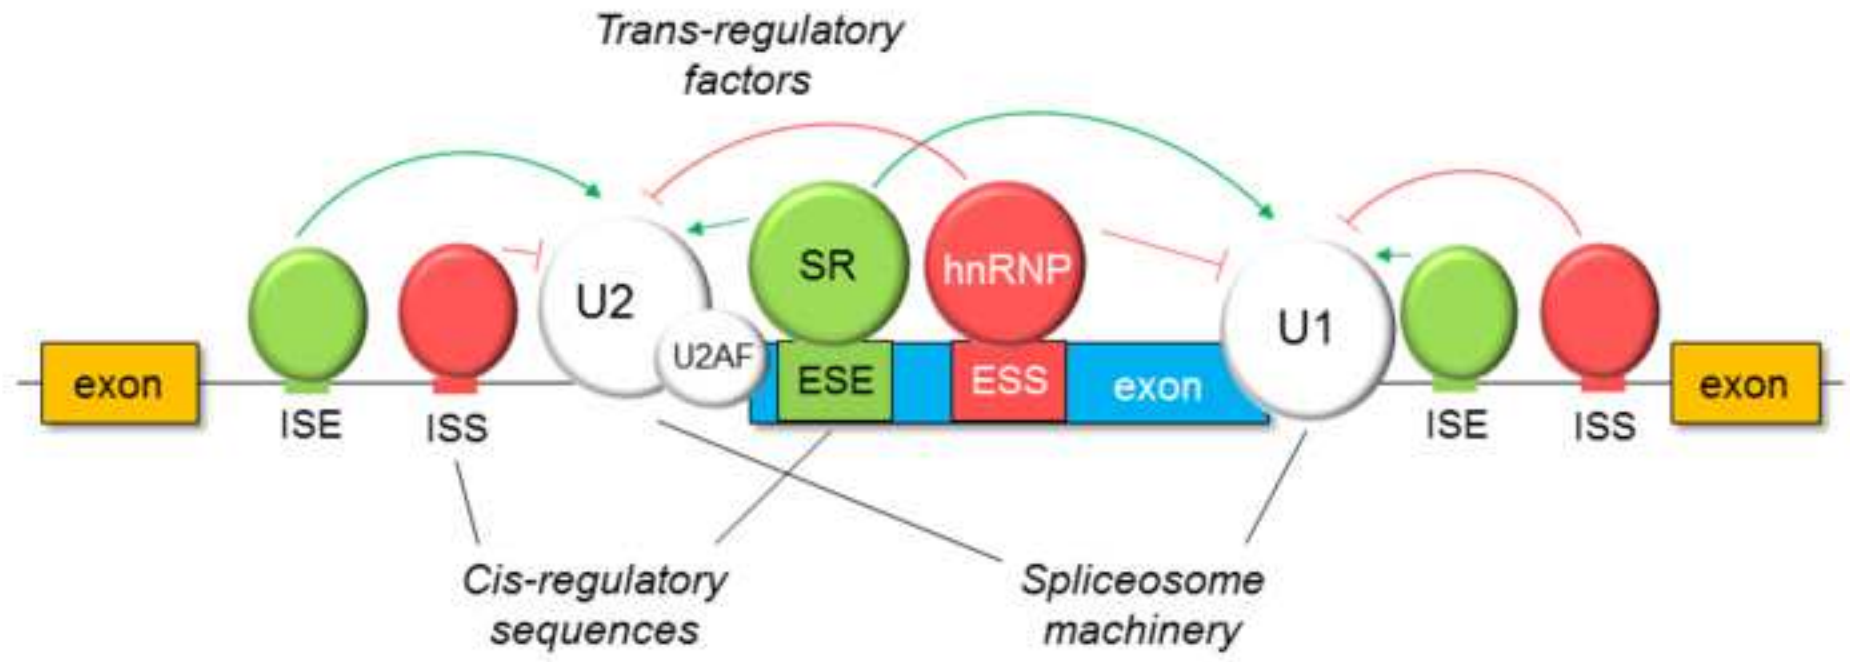 Trans-regulatory
factors
SR
hnRNP
U2
U2AF
U1
exon
ESE
ESS
exon
exon
ISE
ISS
ISE
ISS
Cis-regulatory
sequences
Spliceosome
machinery